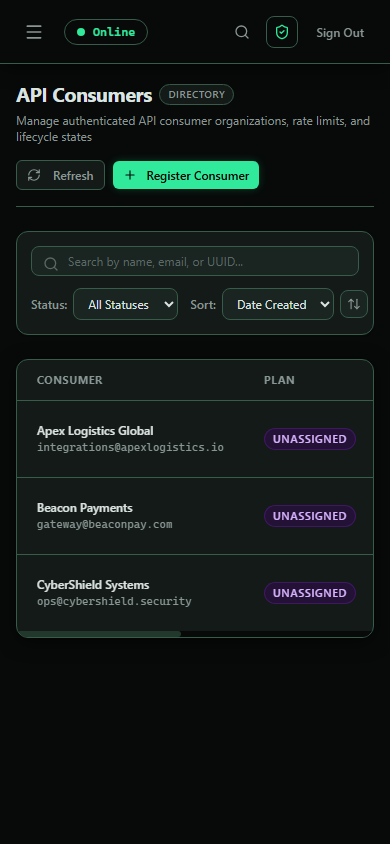 Online
Sign Out
API Consumers
DIRECTORY
Manage authenticated API consumer organizations, rate limits, and
lifecycle states
Refresh
Register Consumer
Search by name, email, or UUID...
Status:
All Statuses
Sort:
Date Created
CONSUMER
PLAN
Apex Logistics Global
integrations@apexlogistics.io
UNASSIGNED
Beacon Payments
gateway@beaconpay.com
UNASSIGNED
CyberShield Systems
ops@cybershield.security
UNASSIGNED